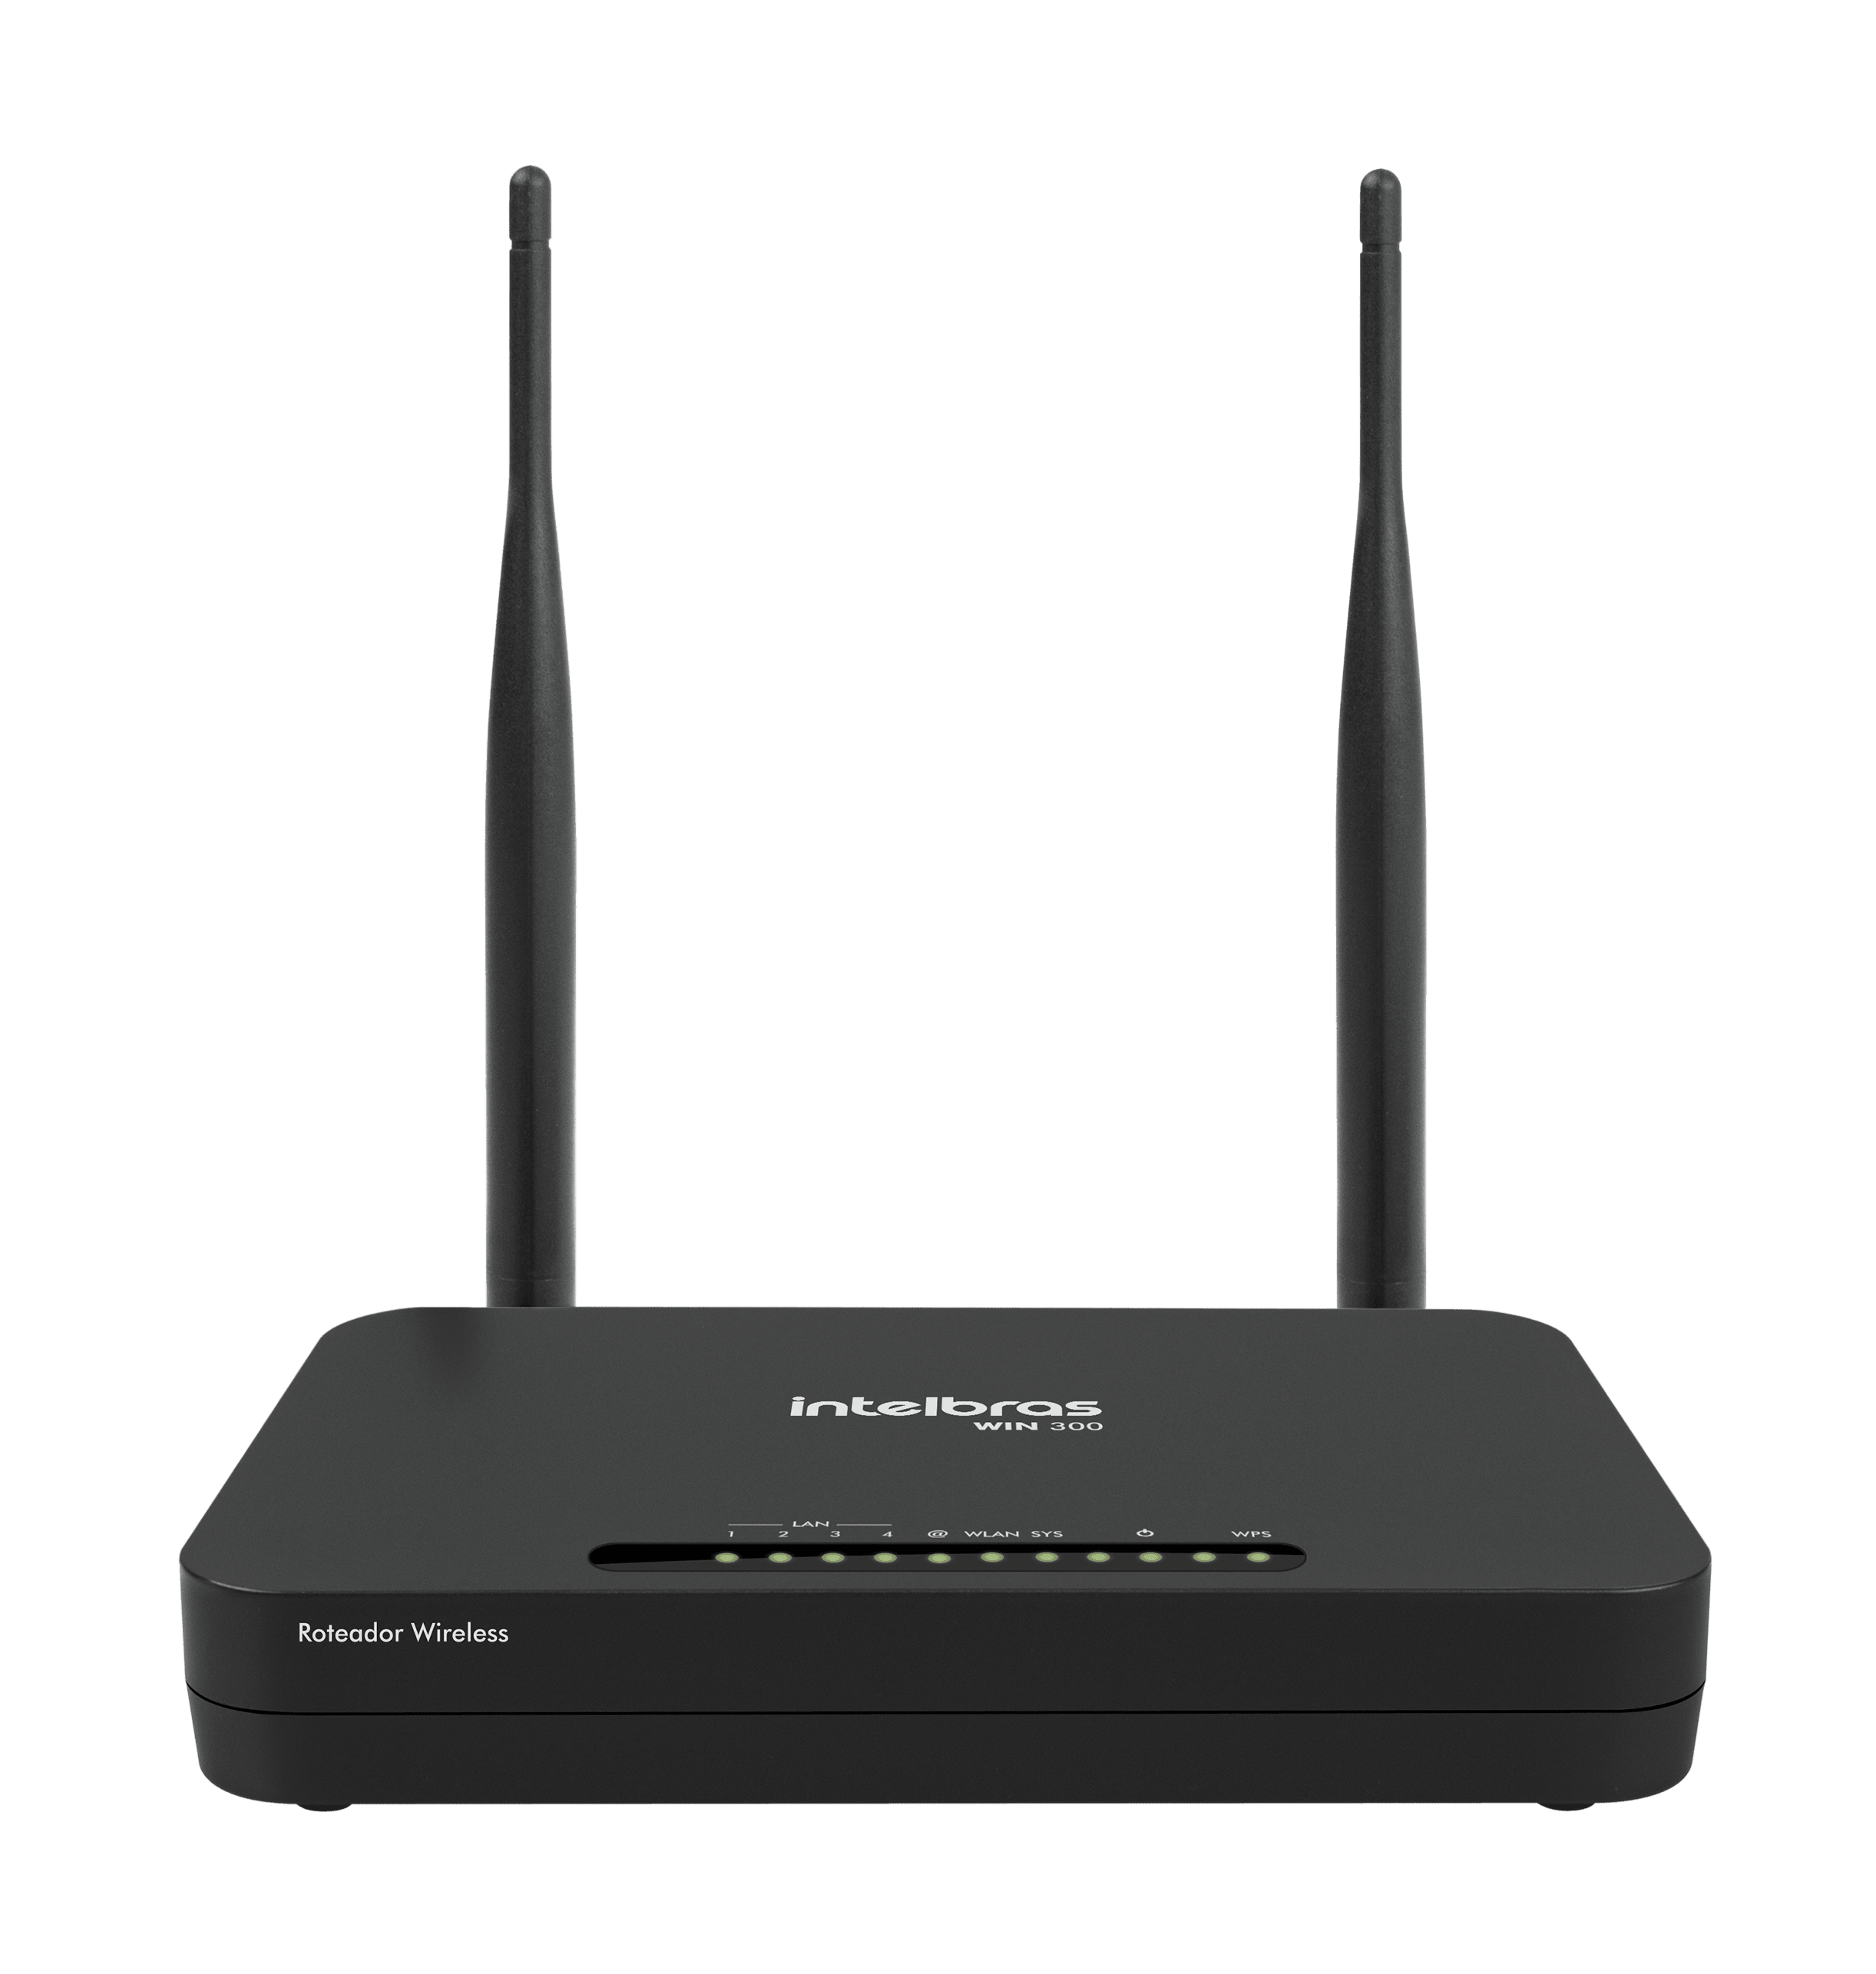 intelbras
WIN 300
LAN
1 2 3 4 @ WLAN SYS WPS
Roteador Wireless